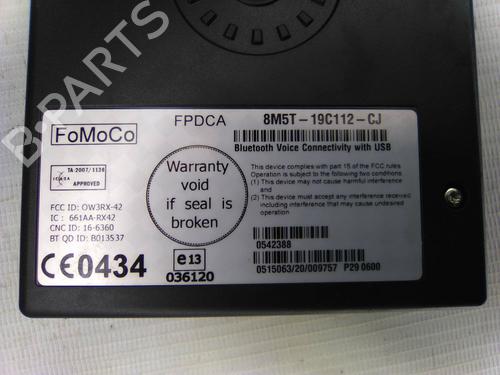 B-PARTS
FoMoCo
FPDCA
8M5T-19C112-CJ
Bluetooth Voice Connectivity with USB
TA-2007/1136
APPROVED
Warranty
void
if seal is
broken
This device complies with part 15 of the FCC rules
Operation is subject to the following two conditions
(1) This device may not cause harmful interference
and
(2) This device must accept any interference received
including interference that may cause undesired
operation
FCC ID: OW3RX-42
IC : 661AA-RX42
CNC ID: 16-6360
BT QD ID: B013537
CE0434
e13
036120
0542388
0515063/20/009757 P29 0600